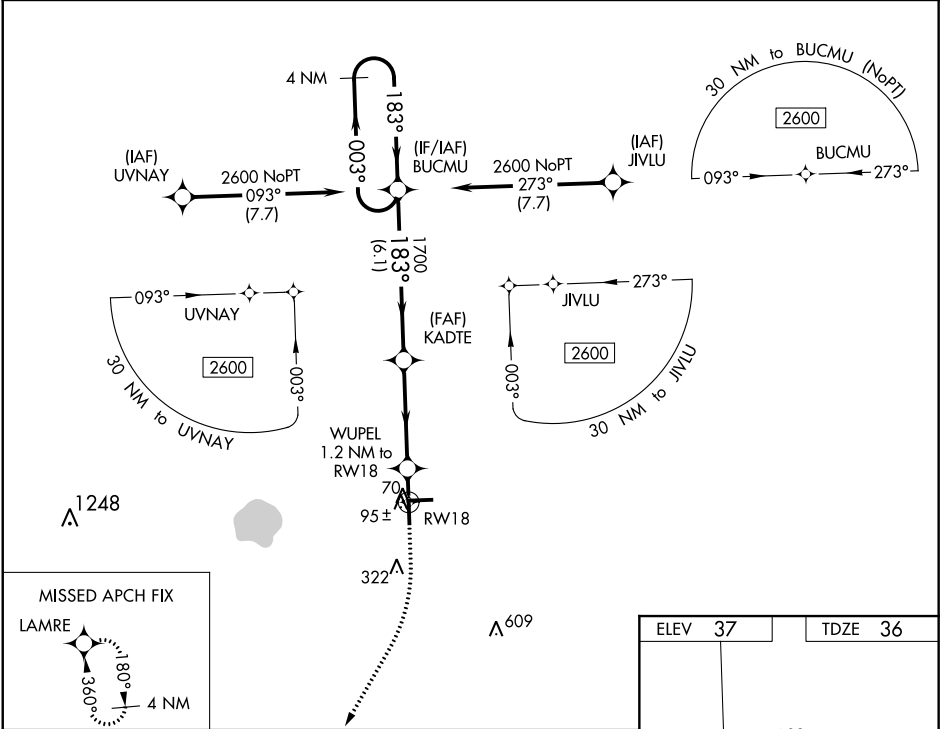 4 NM
183°
003°
(IF/IAF)
BUCMU
(IAF)
UVNAY
2600 NoPT
093°
(7.7)
(IAF)
JIVLU
2600 NoPT
273°
(7.7)
30 NM to BUCMU (NoPT)
2600
BUCMU
093°
273°
1700
183°
(6.1)
093°
UVNAY
2600
003°
30 NM to UVNAY
(FAF)
KADTE
273°
JIVLU
2600
003°
30 NM to JIVLU
WUPEL
1.2 NM to
RW18
70
95±
RW18
1248
322
609
MISSED APCH FIX
LAMRE
180°
360°
4 NM
ELEV 37
TDZE 36